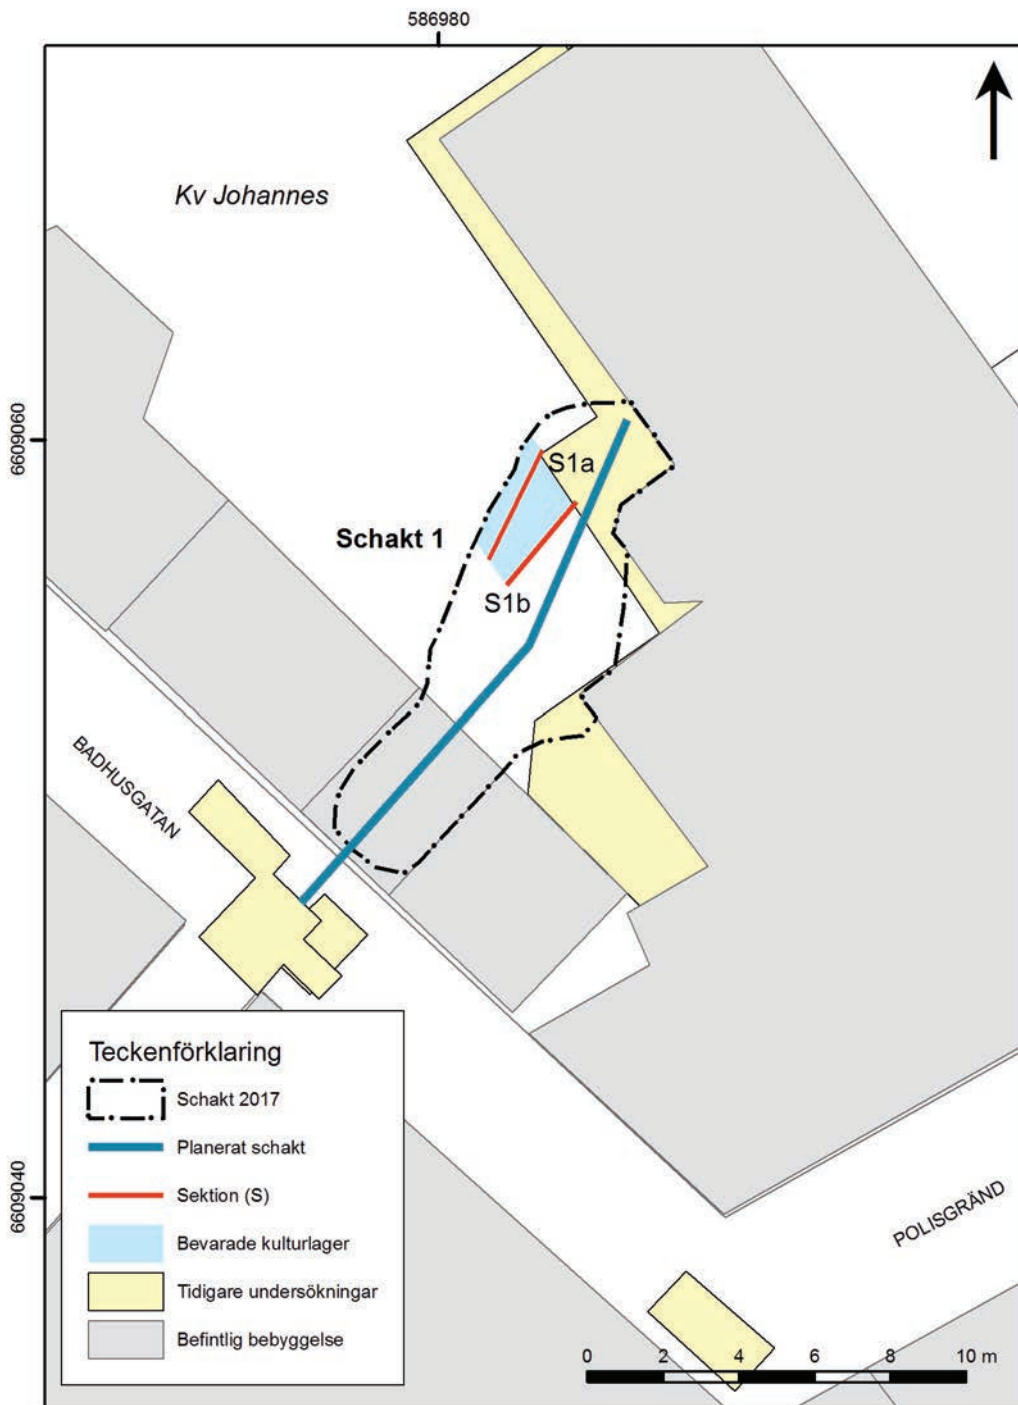 586980
Kv Johannes
6609060
S1a
Schakt 1
S1b
BADHUSGATAN
6609040
POLISGRÄND
Teckenförklaring
Schakt 2017
Planerat schakt
Sektion (S)
Bevarade kulturlager
Tidigare undersökningar
Befintlig bebyggelse
0 2 4 6 8 10 m